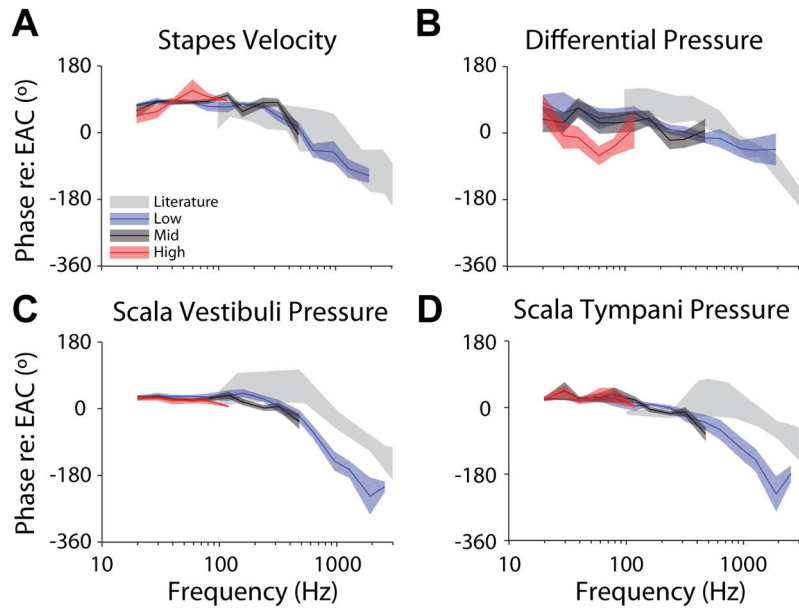 A
Stapes Velocity
180
0
-180
-360
Phase re: EAC (º)
Literature
Low
Mid
High
B
Differential Pressure
180
0
-180
-360
C
Scala Vestibuli Pressure
180
0
-180
-360
Phase re: EAC (º)
10
100
1000
Frequency (Hz)
D
Scala Tympani Pressure
180
0
-180
-360
10
100
1000
Frequency (Hz)